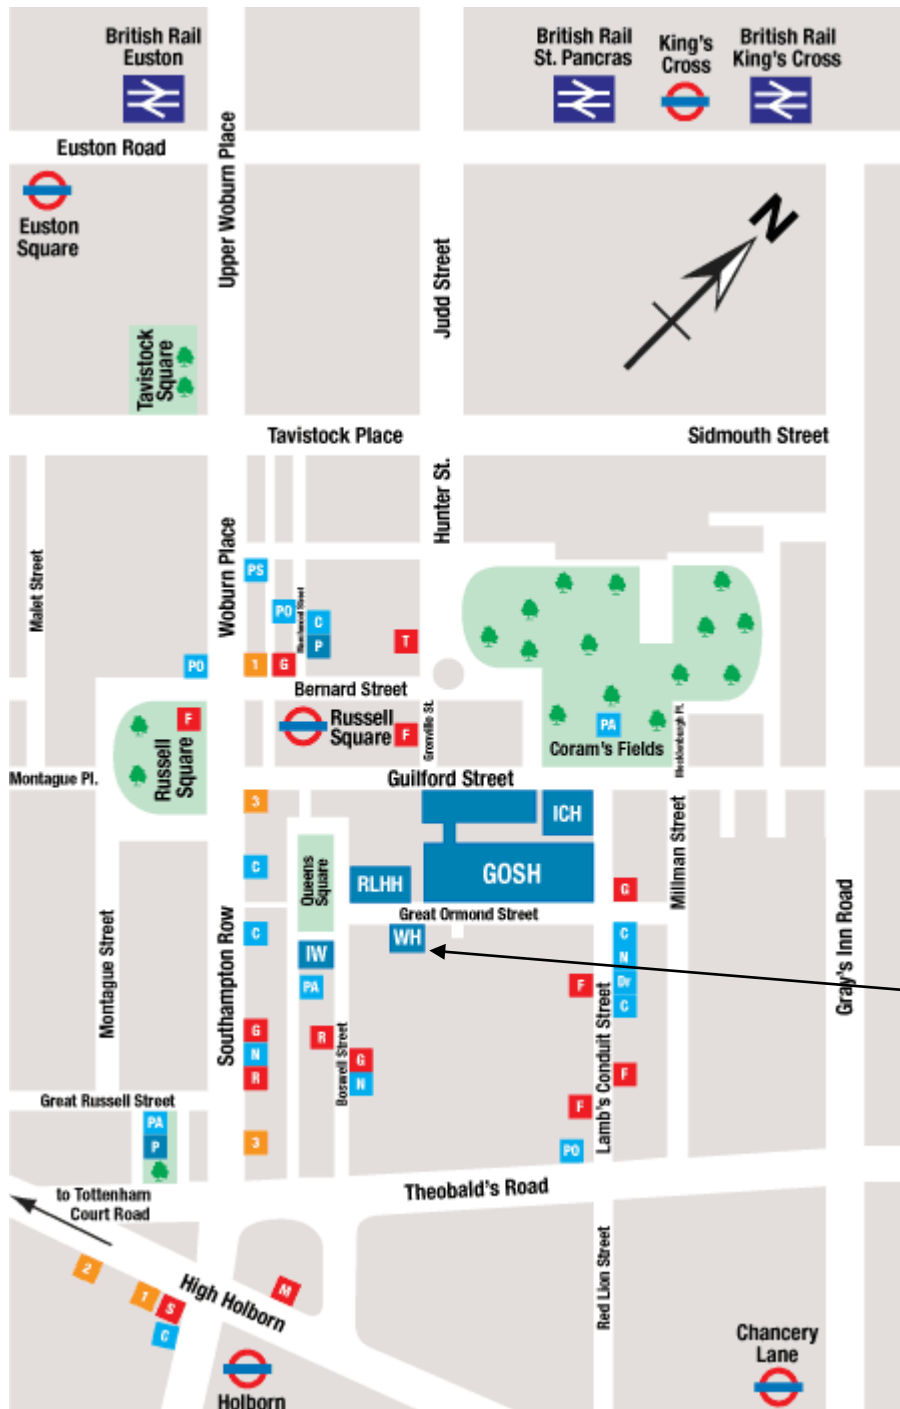 British Rail
Euston
British Rail
St. Pancras
King's
Cross
British Rail
King's Cross
Euston Road
Upper Woburn Place
Euston
Square
Judd Street
N
Tavistock
Square
Tavistock Place
Sidmouth Street
Hunter St.
Malet Street
Woburn Place
PS
PO
C
P
T
PO
1
G
Bernard Street
Russell
Square
F
Grenville St.
F
Russell
Square
PA
Coram's Fields
Mecklenburgh Pl.
Montague Pl.
Guilford Street
3
ICH
Millman Street
C
Queens
Square
RLHH
GOSH
G
Great Ormond Street
C
WH
C
N
Dr
C
IW
PA
F
Gray's Inn Road
Montague Street
Southampton Row
G
N
R
R
Boswell Street
G
N
Lamb's Conduit Street
F
F
Great Russell Street
PA
P
3
PO
to Tottenham
Court Road
Theobald's Road
2
1
S
C
High Holborn
M
Red Lion Street
Holborn
Chancery
Lane